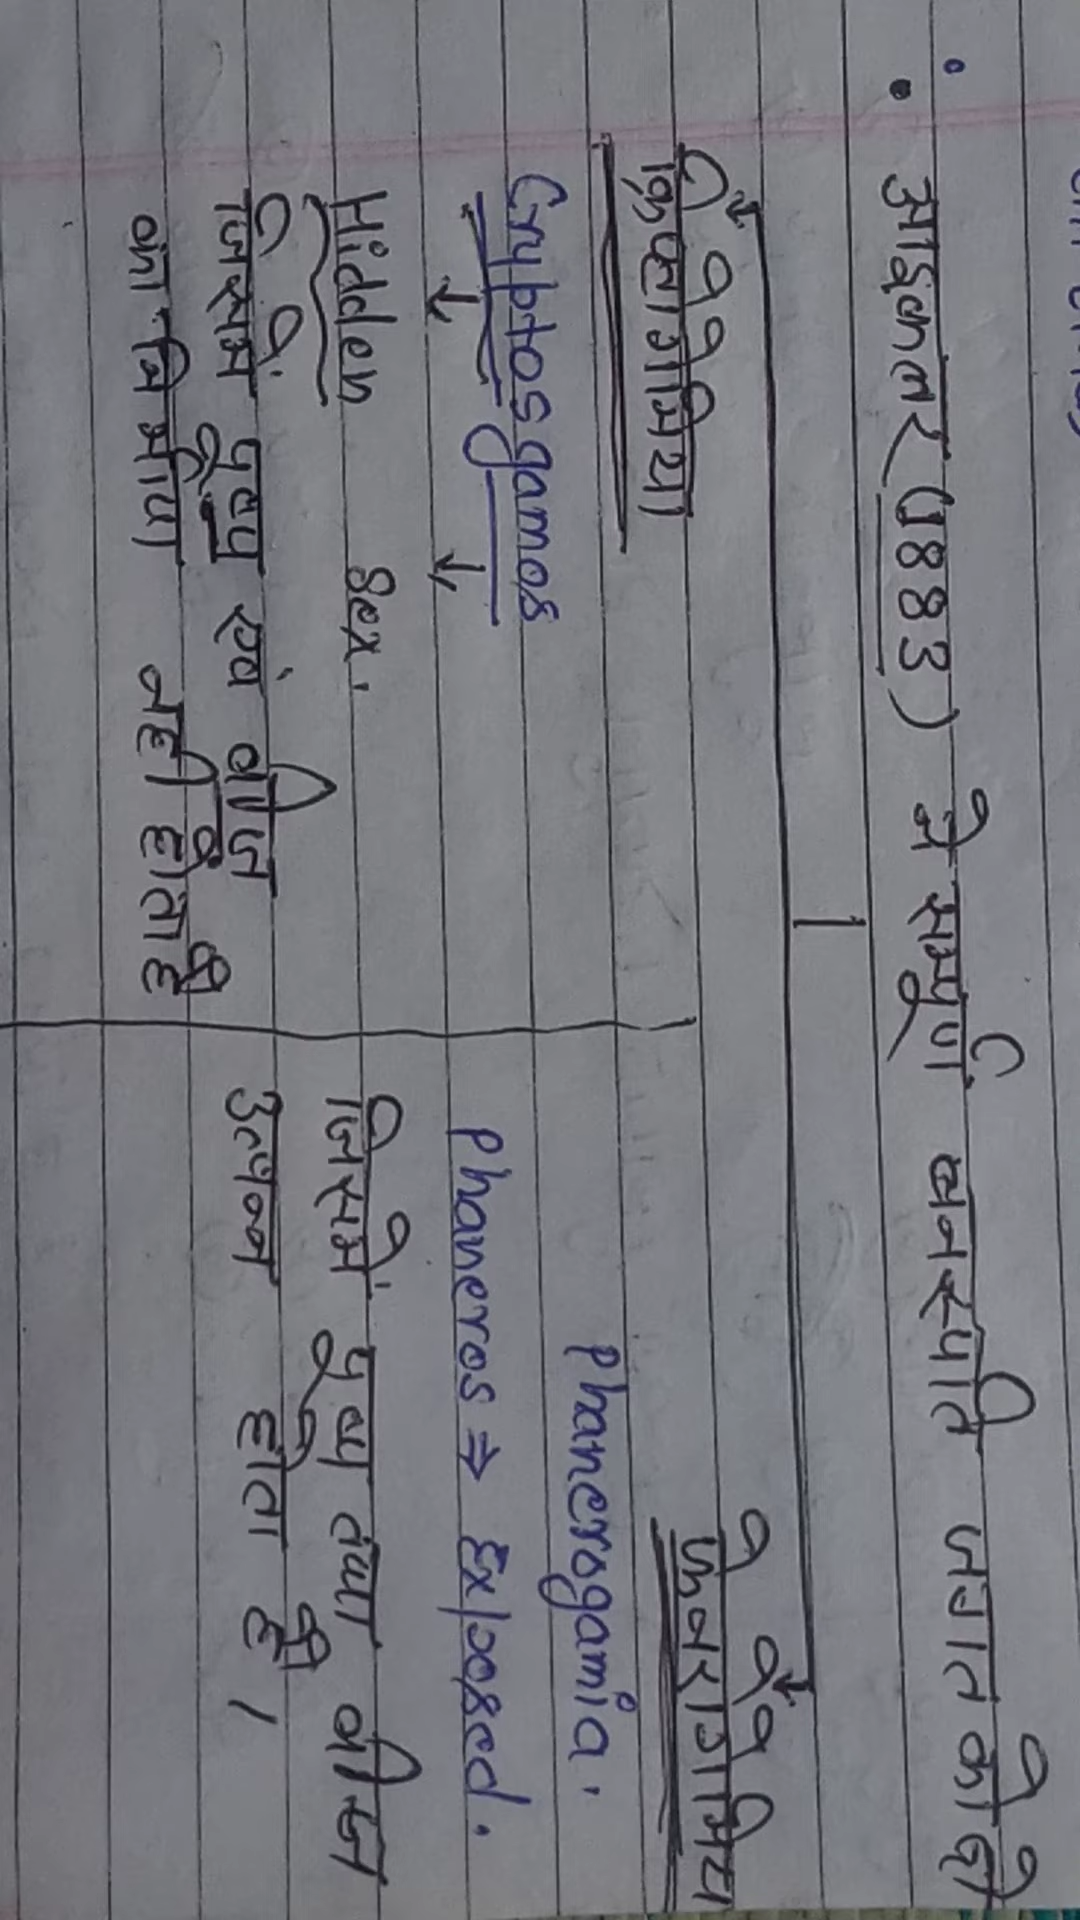 आइकलर (1883) ने सम्पूर्ण वनस्पति जगत को दो
क्रिप्टोगेमिया
फेनेरोगेमिय
Cryptos gamos
Phanerogamia.
Hidden Sex.
Phaneros ⇒ Exposed.
जिसमें पुष्प एवं बीज
का निर्माण नहीं होता है
जिसमें पुष्प तथा बीज
उत्पन्न होता है।